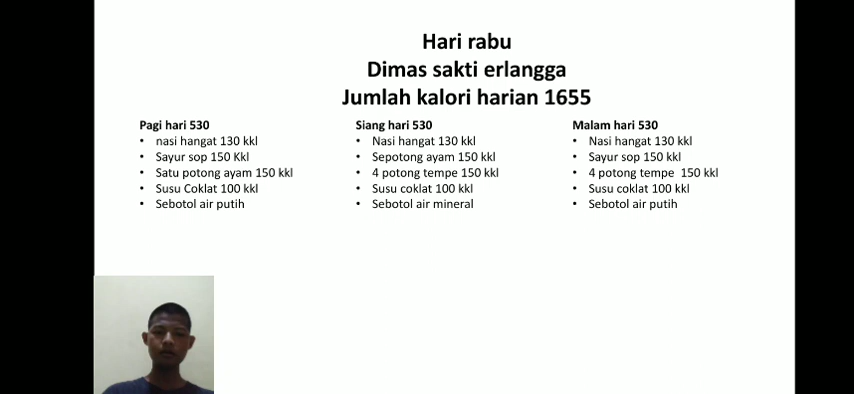 Hari rabu
Dimas sakti erlangga
Jumlah kalori harian 1655
Pagi hari 530
• nasi hangat 130 kkl
• Sayur sop 150 Kkl
• Satu potong ayam 150 kkl
• Susu Coklat 100 kkl
• Sebotol air putih
Siang hari 530
• Nasi hangat 130 kkl
• Sepotong ayam 150 kkl
• 4 potong tempe 150 kkl
• Susu coklat 100 kkl
• Sebotol air mineral
Malam hari 530
• Nasi hangat 130 kkl
• Sayur sop 150 kkl
• 4 potong tempe  150 kkl
• Susu coklat 100 kkl
• Sebotol air putih